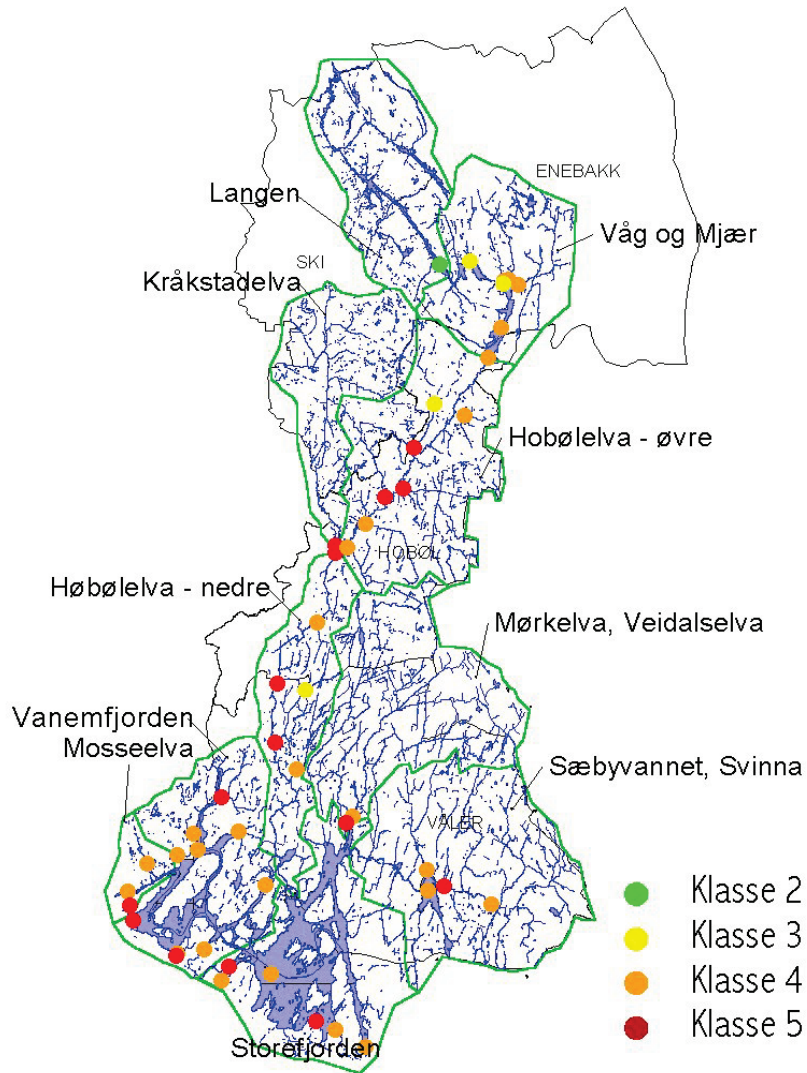 ENEBAKK
Langen
Våg og Mjær
SKI
Kråkstadelva
Hobølelva - øvre
HOBØL
Høbølelva - nedre
Mørkelva, Veidalselva
Vanemfjorden
Mosseelva
Sæbyvannet, Svinna
VÅLER
Klasse 2
Klasse 3
Klasse 4
Klasse 5
Storefjorden